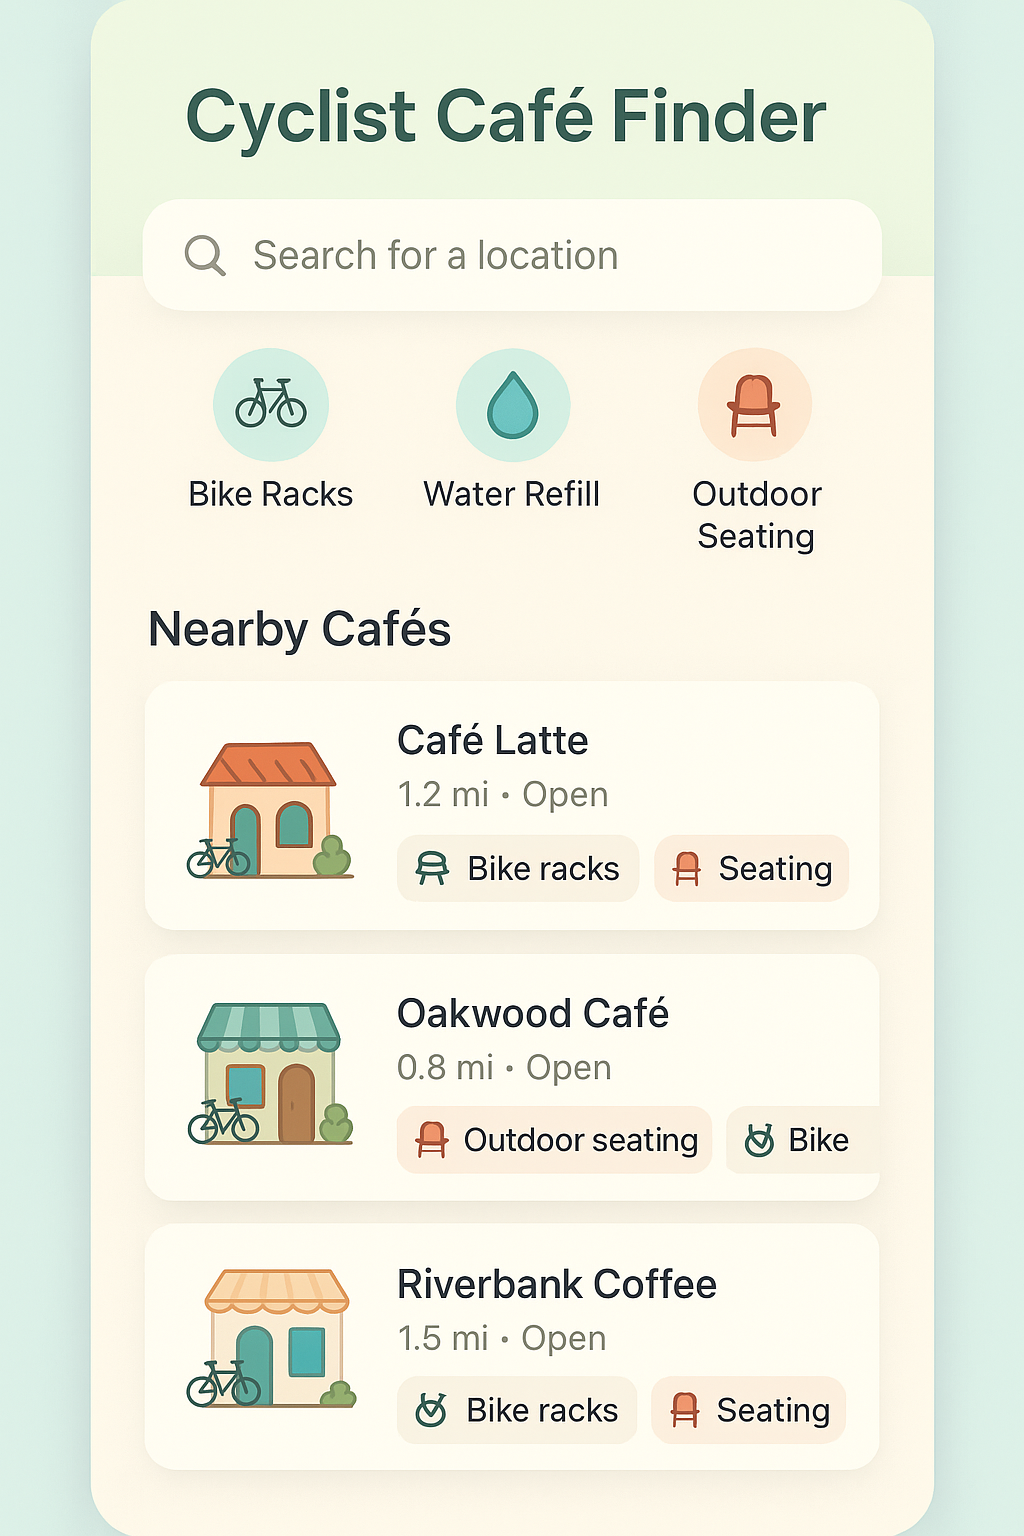 Cyclist Café Finder
Search for a location
Bike Racks
Water Refill
Outdoor
Seating
Nearby Cafés
Café Latte
1.2 mi • Open
Bike racks
Seating
Oakwood Café
0.8 mi • Open
Outdoor seating
Bike
Riverbank Coffee
1.5 mi • Open
Bike racks
Seating